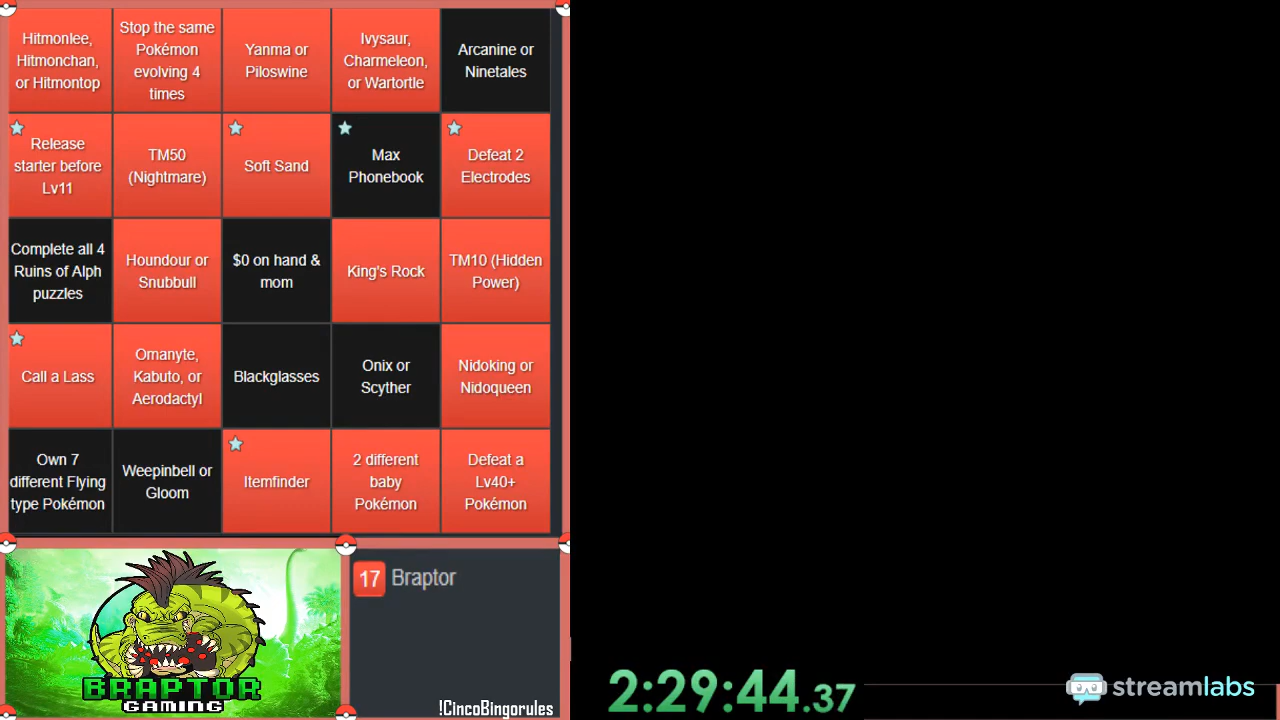 Hitmonlee,
Hitmonchan,
or Hitmontop
Stop the same
Pokémon
evolving 4
times
Yanma or
Piloswine
Ivysaur,
Charmeleon,
or Wartortle
Arcanine or
Ninetales
Release
starter before
Lv11
TM50
(Nightmare)
Soft Sand
Max
Phonebook
Defeat 2
Electrodes
Complete all 4
Ruins of Alph
puzzles
Houndour or
Snubbull
$0 on hand &
mom
King's Rock
TM10 (Hidden
Power)
Call a Lass
Omanyte,
Kabuto, or
Aerodactyl
Blackglasses
Onix or
Scyther
Nidoking or
Nidoqueen
Own 7
different Flying
type Pokémon
Weepinbell or
Gloom
Itemfinder
2 different
baby
Pokémon
Defeat a
Lv40+
Pokémon
BRAPTOR
GAMING
17 Braptor
!CincoBingorules
2:29:44.37
streamlabs